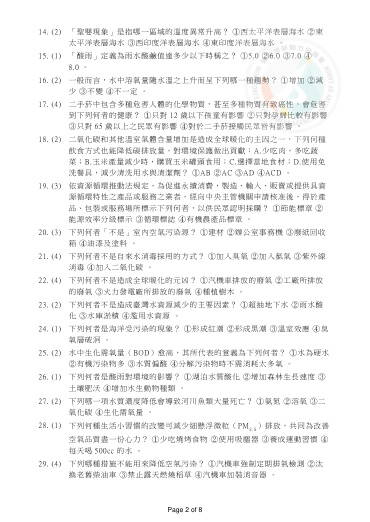 14. (2) 「聖嬰現象」是指哪一區域的溫度異常升高? ①西太平洋表層海水 ②東
太平洋表層海水 ③西印度洋表層海水 ④東印度洋表層海水。
15. (1) 「酸雨」定義為雨水酸鹼值達多少以下時稱之? ①5.0 ②6.0 ③7.0 ④
8.0 。
16. (2) 一般而言,水中溶氧量隨水溫之上升而呈下列哪一種趨勢? ①增加 ②減
少 ③不變 ④不一定 。
17. (4) 二手菸中包含多種危害人體的化學物質,甚至多種物質有致癌性,會危害
到下列何者的健康? ①只對 12 歲以下孩童有影響 ②只對孕婦比較有影響
③只對 65 歲以上之民眾有影響 ④對於二手菸接觸民眾皆有影響 。
18. (2) 二氧化碳和其他溫室氣體含量增加是造成全球暖化的主因之一,下列何種
飲食方式也能降低碳排放量,對環境保護做出貢獻:A.少吃肉,多吃蔬
菜;B.玉米產量減少時,購買玉米罐頭食用;C.選擇當地食材;D.使用免
洗餐具,減少清洗用水與清潔劑? ①AB ②AC ③AD ④ACD 。
19. (3) 依資源循環推動法規定,為促進永續消費,製造、輸入、販賣或提供具資
源循環特性之產品或服務之業者,經向中央主管機關申請核准後,得於產
品、包裝或服務場所標示下列何者,以供民眾認明採購? ①節能標章 ②
能源效率分級標示 ③循環標誌 ④有機農產品標章 。
20. (3) 下列何者「不是」室內空氣污染源? ①建材 ②辦公室事務機 ③廢紙回收
箱 ④油漆及塗料 。
21. (4) 下列何者不是自來水消毒採用的方式? ①加入臭氧 ②加入氯氣 ③紫外線
消毒 ④加入二氧化碳 。
22. (4) 下列何者不是造成全球暖化的元凶? ①汽機車排放的廢氣 ②工廠所排放
的廢氣 ③火力發電廠所排放的廢氣 ④種植樹木 。
23. (2) 下列何者不是造成臺灣水資源減少的主要因素? ①超抽地下水 ②雨水酸
化 ③水庫淤積 ④濫用水資源 。
24. (1) 下列何者是海洋受污染的現象? ①形成紅潮 ②形成黑潮 ③溫室效應 ④臭
氧層破洞 。
25. (2) 水中生化需氧量(BOD)愈高,其所代表的意義為下列何者? ①水為硬水
②有機污染物多 ③水質偏酸 ④分解污染物時不需消耗太多氧 。
26. (1) 下列何者是酸雨對環境的影響? ①湖泊水質酸化 ②增加森林生長速度 ③
土壤肥沃 ④增加水生動物種類 。
27. (2) 下列哪一項水質濃度降低會導致河川魚類大量死亡? ①氨氮 ②溶氧 ③二
氧化碳 ④生化需氧量 。
28. (1) 下列何種生活小習慣的改變可減少細懸浮微粒(PM2.5)排放,共同為改善
空氣品質盡一份心力? ①少吃燒烤食物 ②使用吸塵器 ③養成運動習慣 ④
每天喝 500cc 的水 。
29. (4) 下列哪種措施不能用來降低空氣污染? ①汽機車強制定期排氣檢測 ②汰
換老舊柴油車 ③禁止露天燃燒稻草 ④汽機車加裝消音器 。
Page 2 of 8